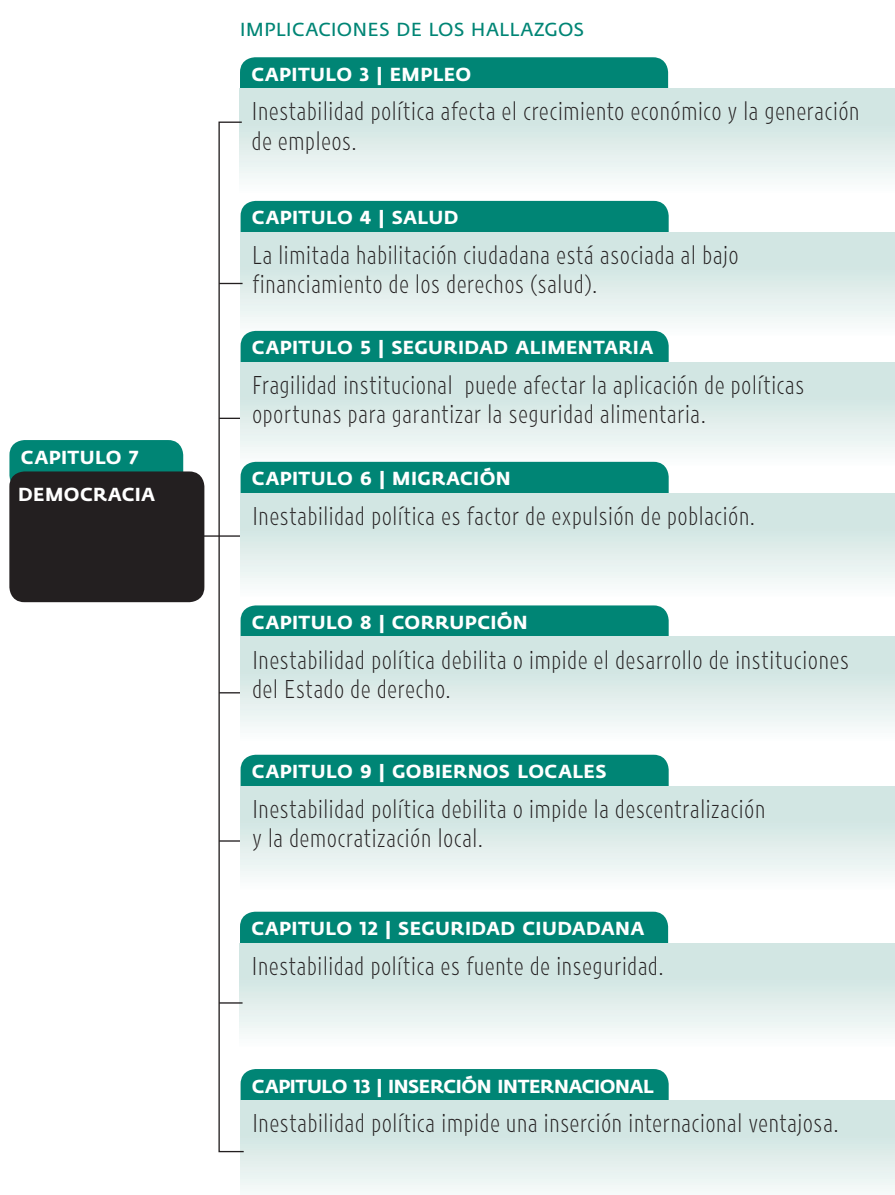 IMPLICACIONES DE LOS HALLAZGOS
CAPITULO 3 | EMPLEO
Inestabilidad política afecta el crecimiento económico y la generación
de empleos.
CAPITULO 4 | SALUD
La limitada habilitación ciudadana está asociada al bajo
financiamiento de los derechos (salud).
CAPITULO 5 | SEGURIDAD ALIMENTARIA
Fragilidad institucional puede afectar la aplicación de políticas
oportunas para garantizar la seguridad alimentaria.
CAPITULO 7
DEMOCRACIA
CAPITULO 6 | MIGRACIÓN
Inestabilidad política es factor de expulsión de población.
CAPITULO 8 | CORRUPCIÓN
Inestabilidad política debilita o impide el desarrollo de instituciones
del Estado de derecho.
CAPITULO 9 | GOBIERNOS LOCALES
Inestabilidad política debilita o impide la descentralización
y la democratización local.
CAPITULO 12 | SEGURIDAD CIUDADANA
Inestabilidad política es fuente de inseguridad.
CAPITULO 13 | INSERCIÓN INTERNACIONAL
Inestabilidad política impide una inserción internacional ventajosa.